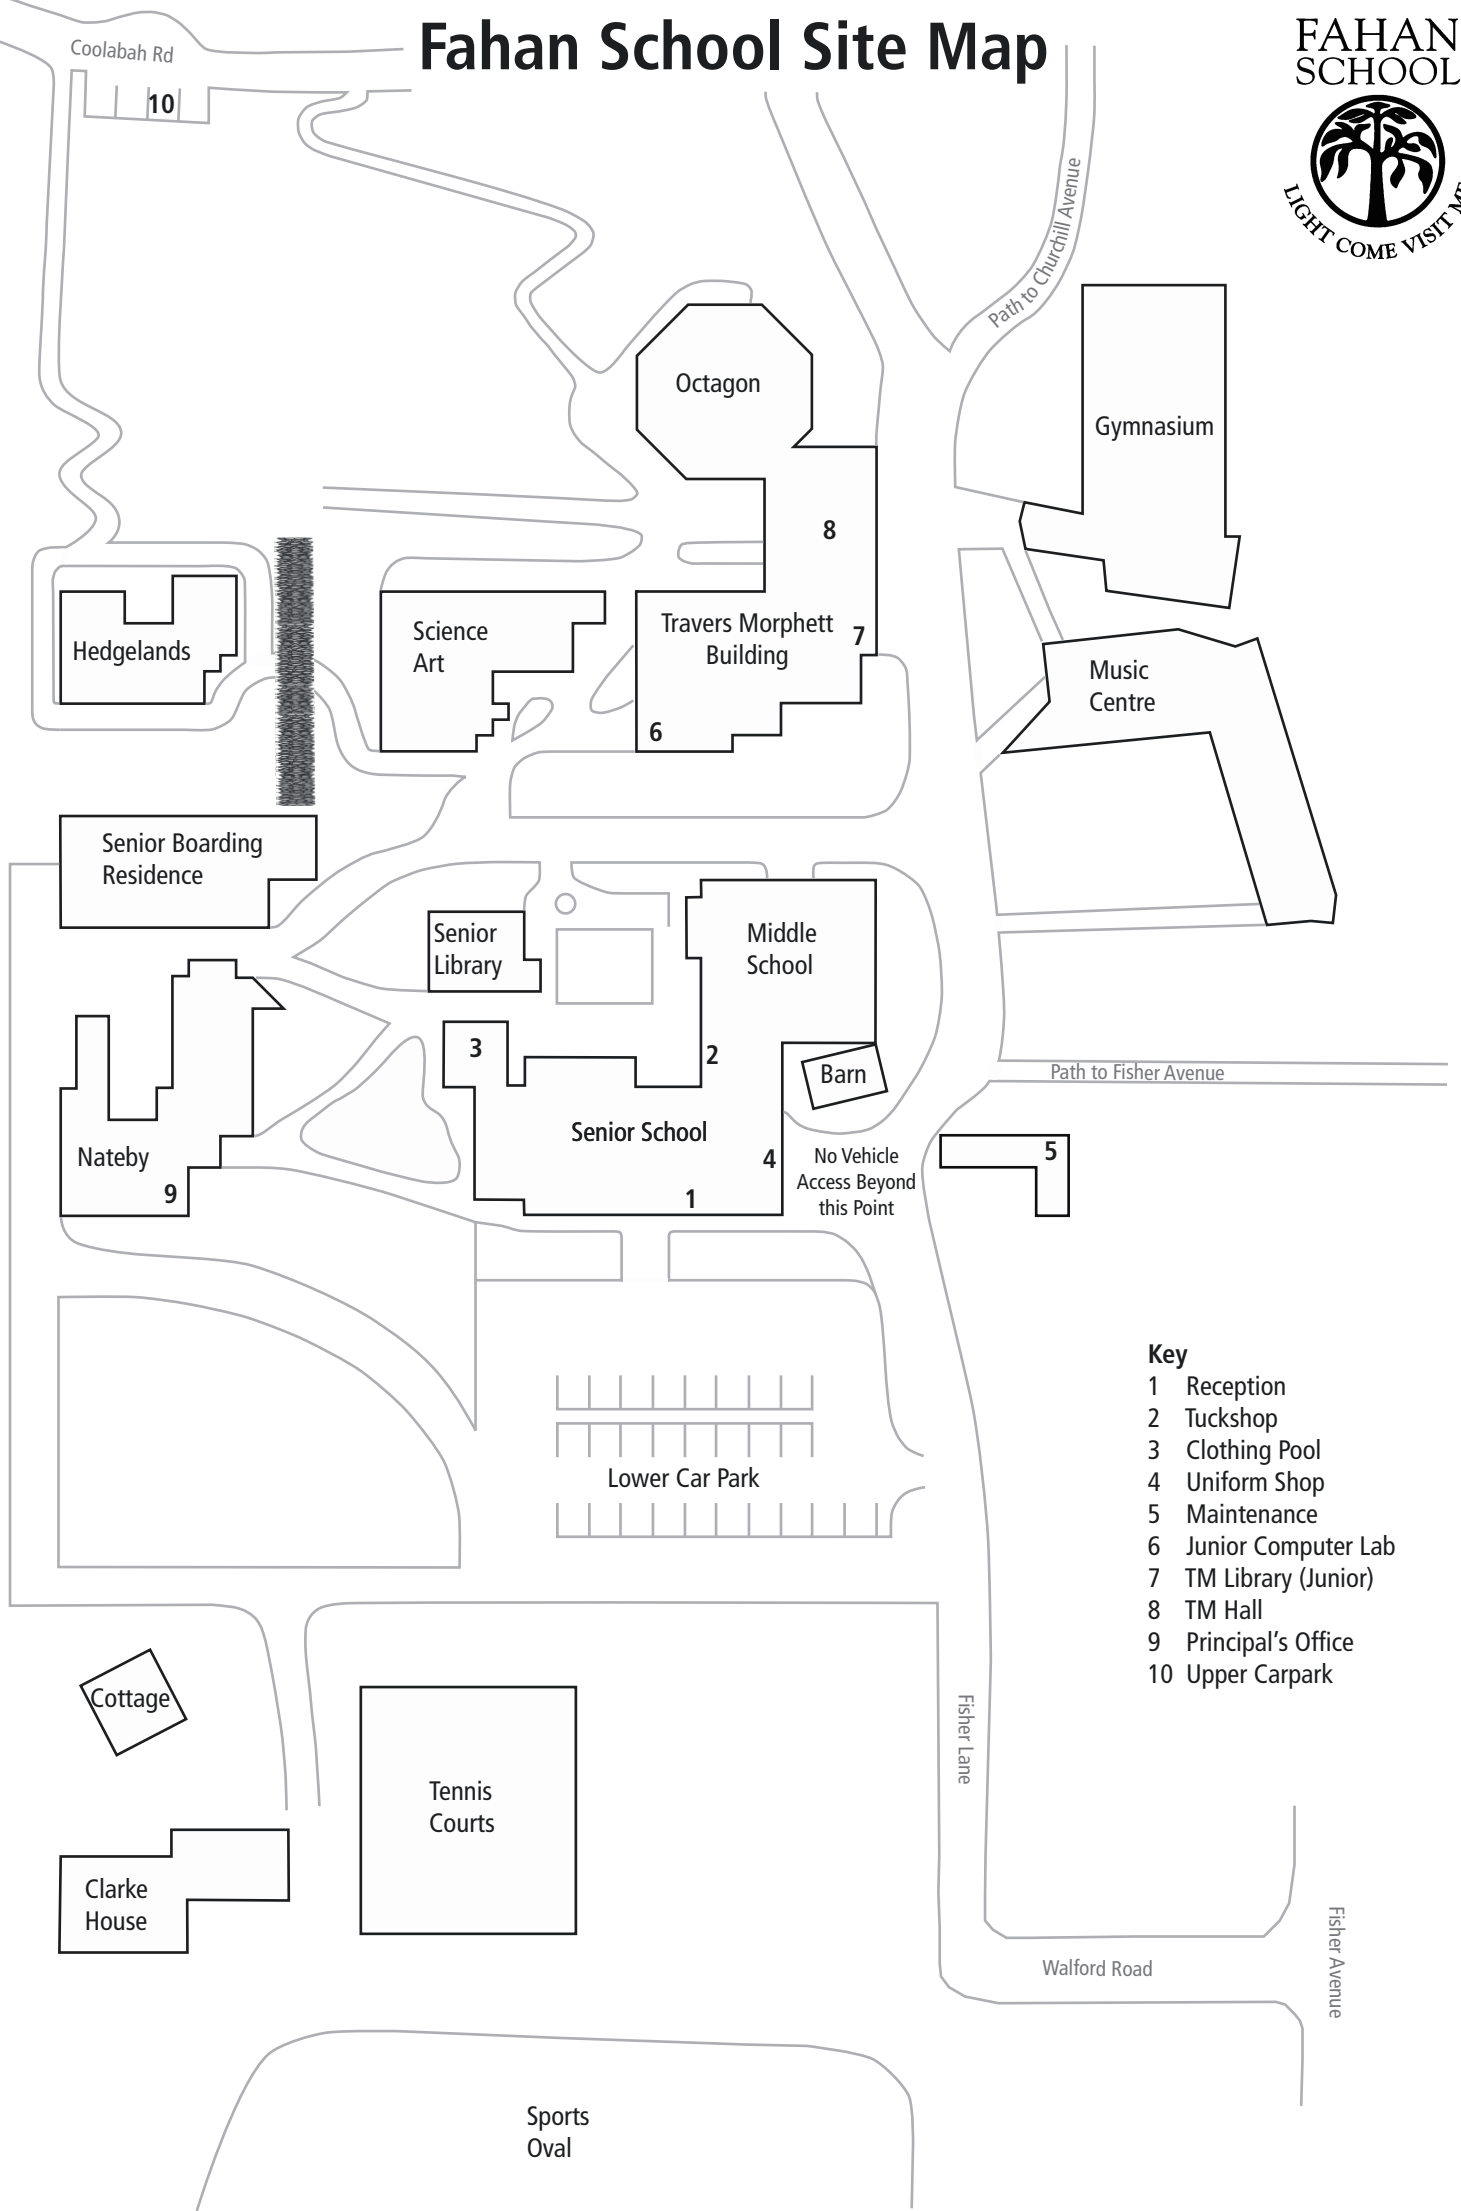 Fahan School Site Map
FAHAN
SCHOOL
LIGHT COME VISIT
Coolabah Rd
10
Path to Churchill Avenue
Octagon
Gymnasium
8
Science
Art
Travers Morphett
Building
7
Hedgelands
Music
Centre
6
Senior Boarding
Residence
Senior
Library
Middle
School
3
2
Barn
Path to Fisher Avenue
Senior School
Nateby
9
4
1
No Vehicle
Access Beyond
this Point
5
Lower Car Park
Key
1 Reception
2 Tuckshop
3 Clothing Pool
4 Uniform Shop
5 Maintenance
6 Junior Computer Lab
7 TM Library (Junior)
8 TM Hall
9 Principal's Office
10 Upper Carpark
Cottage
Fisher Lane
Tennis
Courts
Clarke
House
Walford Road
Fisher Avenue
Sports
Oval